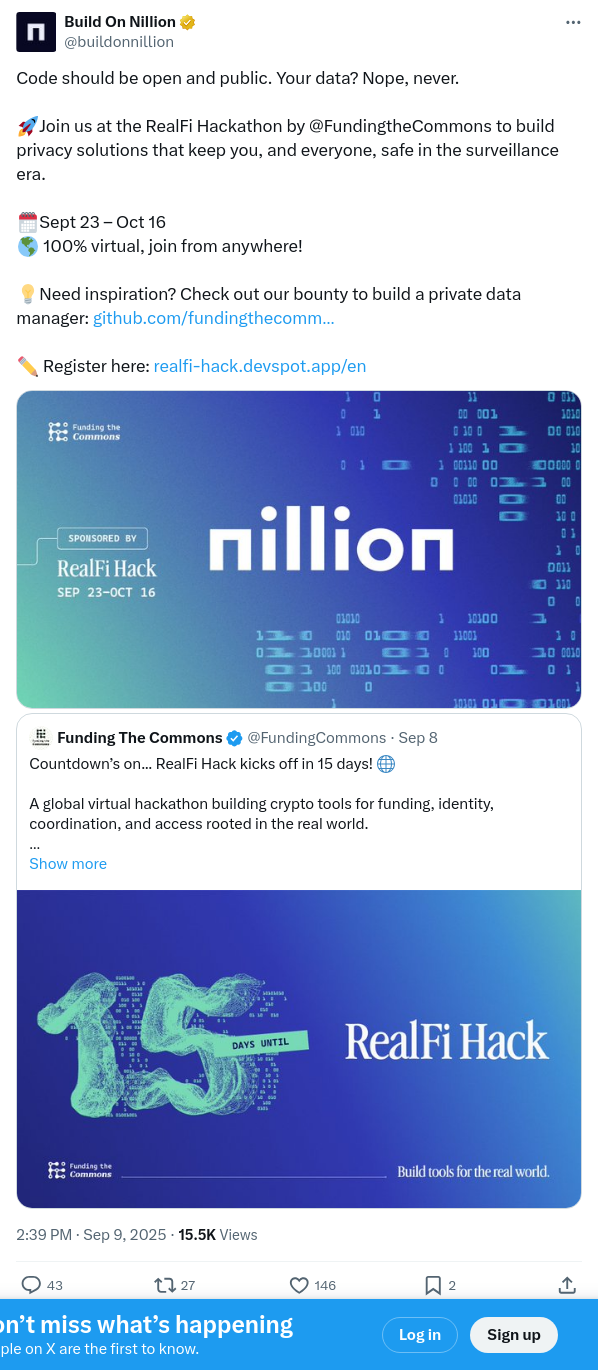 Build On Nillion
@buildonnillion
Code should be open and public. Your data? Nope, never.
🚀Join us at the RealFi Hackathon by @FundingtheCommons to build
privacy solutions that keep you, and everyone, safe in the surveillance
era.
🗓️Sept 23 – Oct 16
🌎 100% virtual, join from anywhere!
💡Need inspiration? Check out our bounty to build a private data
manager: github.com/fundingthecomm…
✏️ Register here: realfi-hack.devspot.app/en
Funding the
Commons
SPONSORED BY
RealFi Hack
SEP 23–OCT 16
nillion
Funding The Commons @FundingCommons · Sep 8
Countdown's on... RealFi Hack kicks off in 15 days! 🌐
A global virtual hackathon building crypto tools for funding, identity,
coordination, and access rooted in the real world.
…
Show more
15
DAYS UNTIL
RealFi Hack
Funding the
Commons
Build tools for the real world.
2:39 PM · Sep 9, 2025 · 15.5K Views
43 27 146 2
on't miss what's happening
ple on X are the first to know.
Log in
Sign up